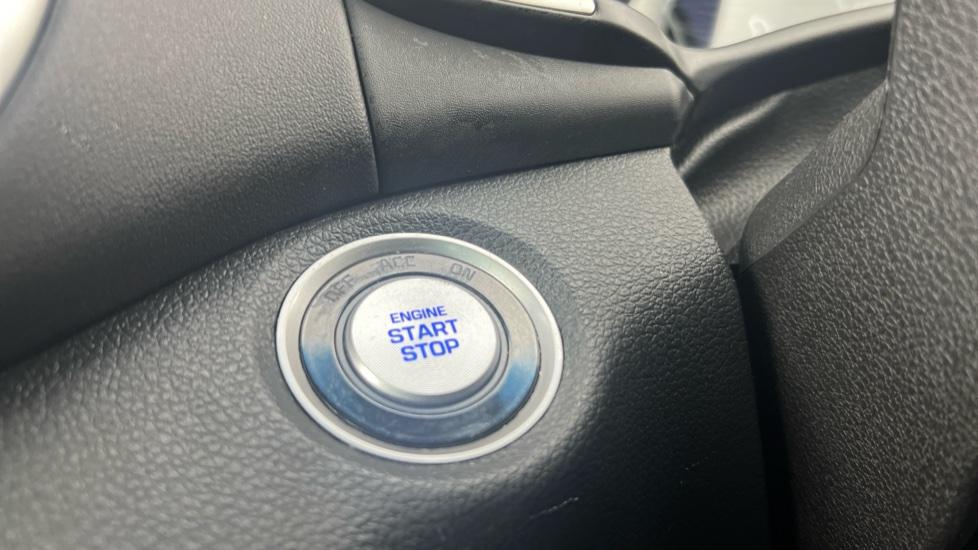 OFF ACC ON
ENGINE
START
STOP